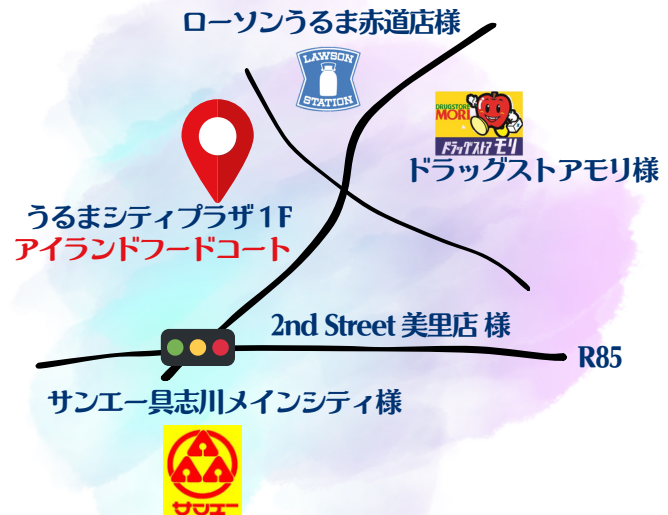 ローソンうるま赤道店様
LAWSON
STATION
DRUGSTORE
MORI
ドラッグストア モリ
ドラッグストアモリ様
うるまシティプラザ1F
アイランドフードコート
2nd Street 美里店 様
R85
サンエー具志川メインシティ様
サンエー